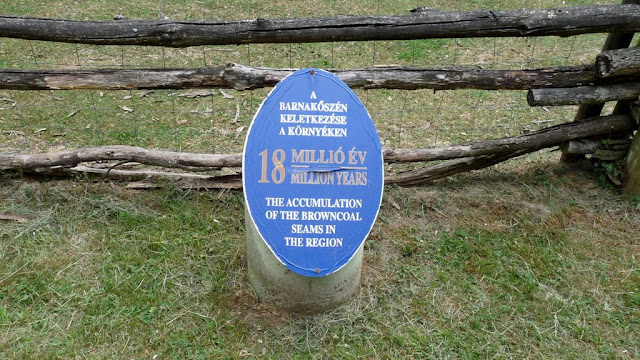 A
BARNAKŐSZÉN
KELETKEZÉSE
A KÖRNYÉKEN
18 MILLIÓ ÉV
MILLION YEARS
THE ACCUMULATION
OF THE BROWNCOAL
SEAMS IN
THE REGION